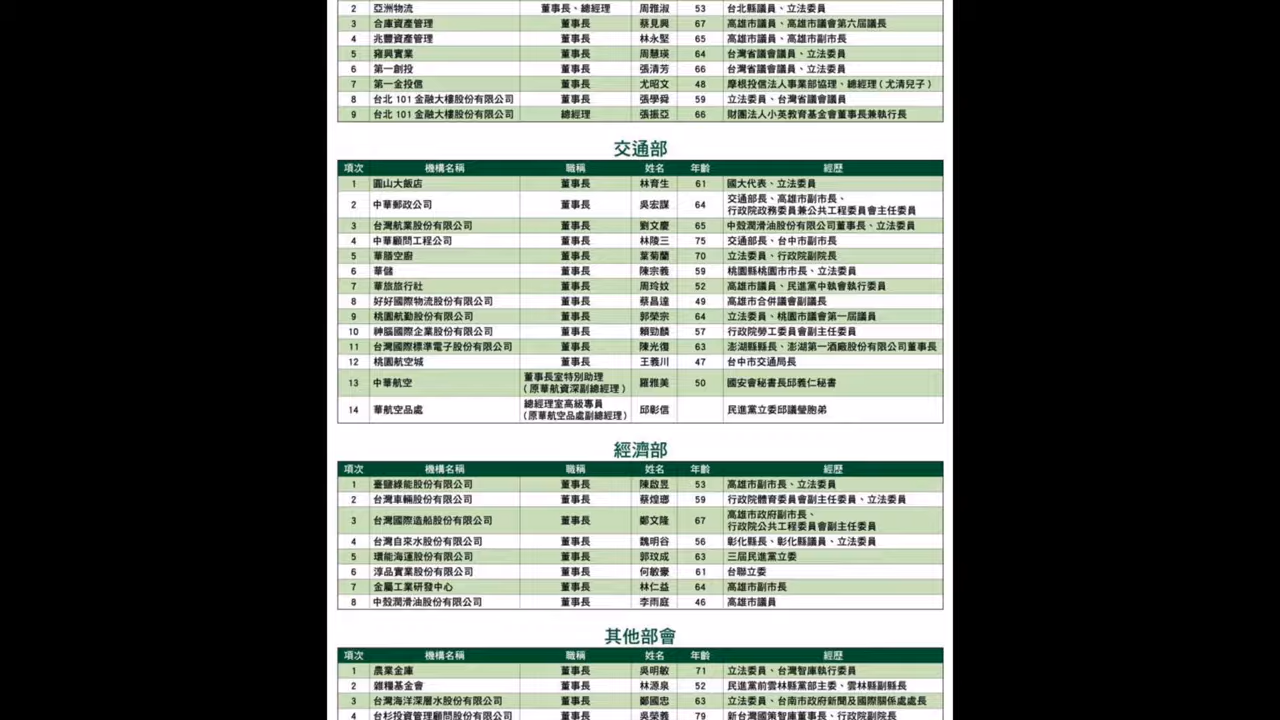 2 亞洲物流 董事長、總經理 周雅淑 53 台北縣議員、立法委員
3 合庫資產管理 董事長 蔡見興 67 高雄市議員、高雄市議會第六屆議長
4 兆豐資產管理 董事長 林永堅 65 高雄市議員、高雄市副市長
5 雍興實業 董事長 周慧瑛 64 台灣省議會議員、立法委員
6 第一創投 董事長 張清芳 66 台灣省議會議員、立法委員
7 第一金投信 董事長 尤昭文 48 摩根投信法人事業部協理、總經理(尤清兒子)
8 台北 101 金融大樓股份有限公司 董事長 張學舜 59 立法委員、台灣省議會議員
9 台北 101 金融大樓股份有限公司 總經理 張振亞 66 財團法人小英教育基金會董事長兼執行長
交通部
項次 機構名稱 職稱 姓名 年齡 經歷
1 圓山大飯店 董事長 林育生 61 國大代表、立法委員
2 中華郵政公司 董事長 吳宏謀 64 交通部長、高雄市副市長、
行政院政務委員兼公共工程委員會主任委員
3 台灣航業股份有限公司 董事長 劉文慶 65 中殼潤滑油股份有限公司董事長、立法委員
4 中華顧問工程公司 董事長 林陵三 75 交通部長、台中市副市長
5 華膳空廚 董事長 葉菊蘭 70 立法委員、行政院副院長
6 華儲 董事長 陳宗義 59 桃園縣桃園市市長、立法委員
7 華旅旅行社 董事長 周玲妏 52 高雄市議員、民進黨中執會執行委員
8 好好國際物流股份有限公司 董事長 蔡昌達 49 高雄市合併議會副議長
9 桃園航勤股份有限公司 董事長 郭榮宗 64 立法委員、桃園市議會第一屆議員
10 神腦國際企業股份有限公司 董事長 賴勁麟 57 行政院勞工委員會副主任委員
11 台灣國際標準電子股份有限公司 董事長 陳光復 63 澎湖縣縣長、澎湖第一酒廠股份有限公司董事長
12 桃園航空城 董事長 王義川 47 台中市交通局長
13 中華航空 董事長室特別助理
(原華航資深副總經理) 羅雅美 50 國安會秘書長邱義仁秘書
14 華航空品處 總經理室高級專員
(原華航空品處副總經理) 邱彰信 民進黨立委邱議瑩胞弟
經濟部
項次 機構名稱 職稱 姓名 年齡 經歷
1 臺鹽綠能股份有限公司 董事長 陳啟昱 53 高雄市副市長、立法委員
2 台灣車輛股份有限公司 董事長 蔡煌瑯 59 行政院體育委員會副主任委員、立法委員
3 台灣國際造船股份有限公司 董事長 鄭文隆 67 高雄市政府副市長、
行政院公共工程委員會副主任委員
4 台灣自來水股份有限公司 董事長 魏明谷 56 彰化縣長、彰化縣議員、立法委員
5 環能海運股份有限公司 董事長 郭玟成 63 三屆民進黨立委
6 淳品實業股份有限公司 董事長 何敏豪 61 台聯立委
7 金屬工業研發中心 董事長 林仁益 64 高雄市副市長
8 中殼潤滑油股份有限公司 董事長 李雨庭 46 高雄市議員
其他部會
項次 機構名稱 職稱 姓名 年齡 經歷
1 農業金庫 董事長 吳明敏 71 立法委員、台灣智庫執行委員
2 雜糧基金會 董事長 林源泉 52 民進黨前雲林縣黨部主委、雲林縣副縣長
3 台灣海洋深層水股份有限公司 董事長 鄭國忠 63 立法委員、台南市政府新聞及國際關係處處長
4 台杉投資管理顧問股份有限公司 董事長 吳榮義 79 新台灣國策智庫董事長、行政院副院長